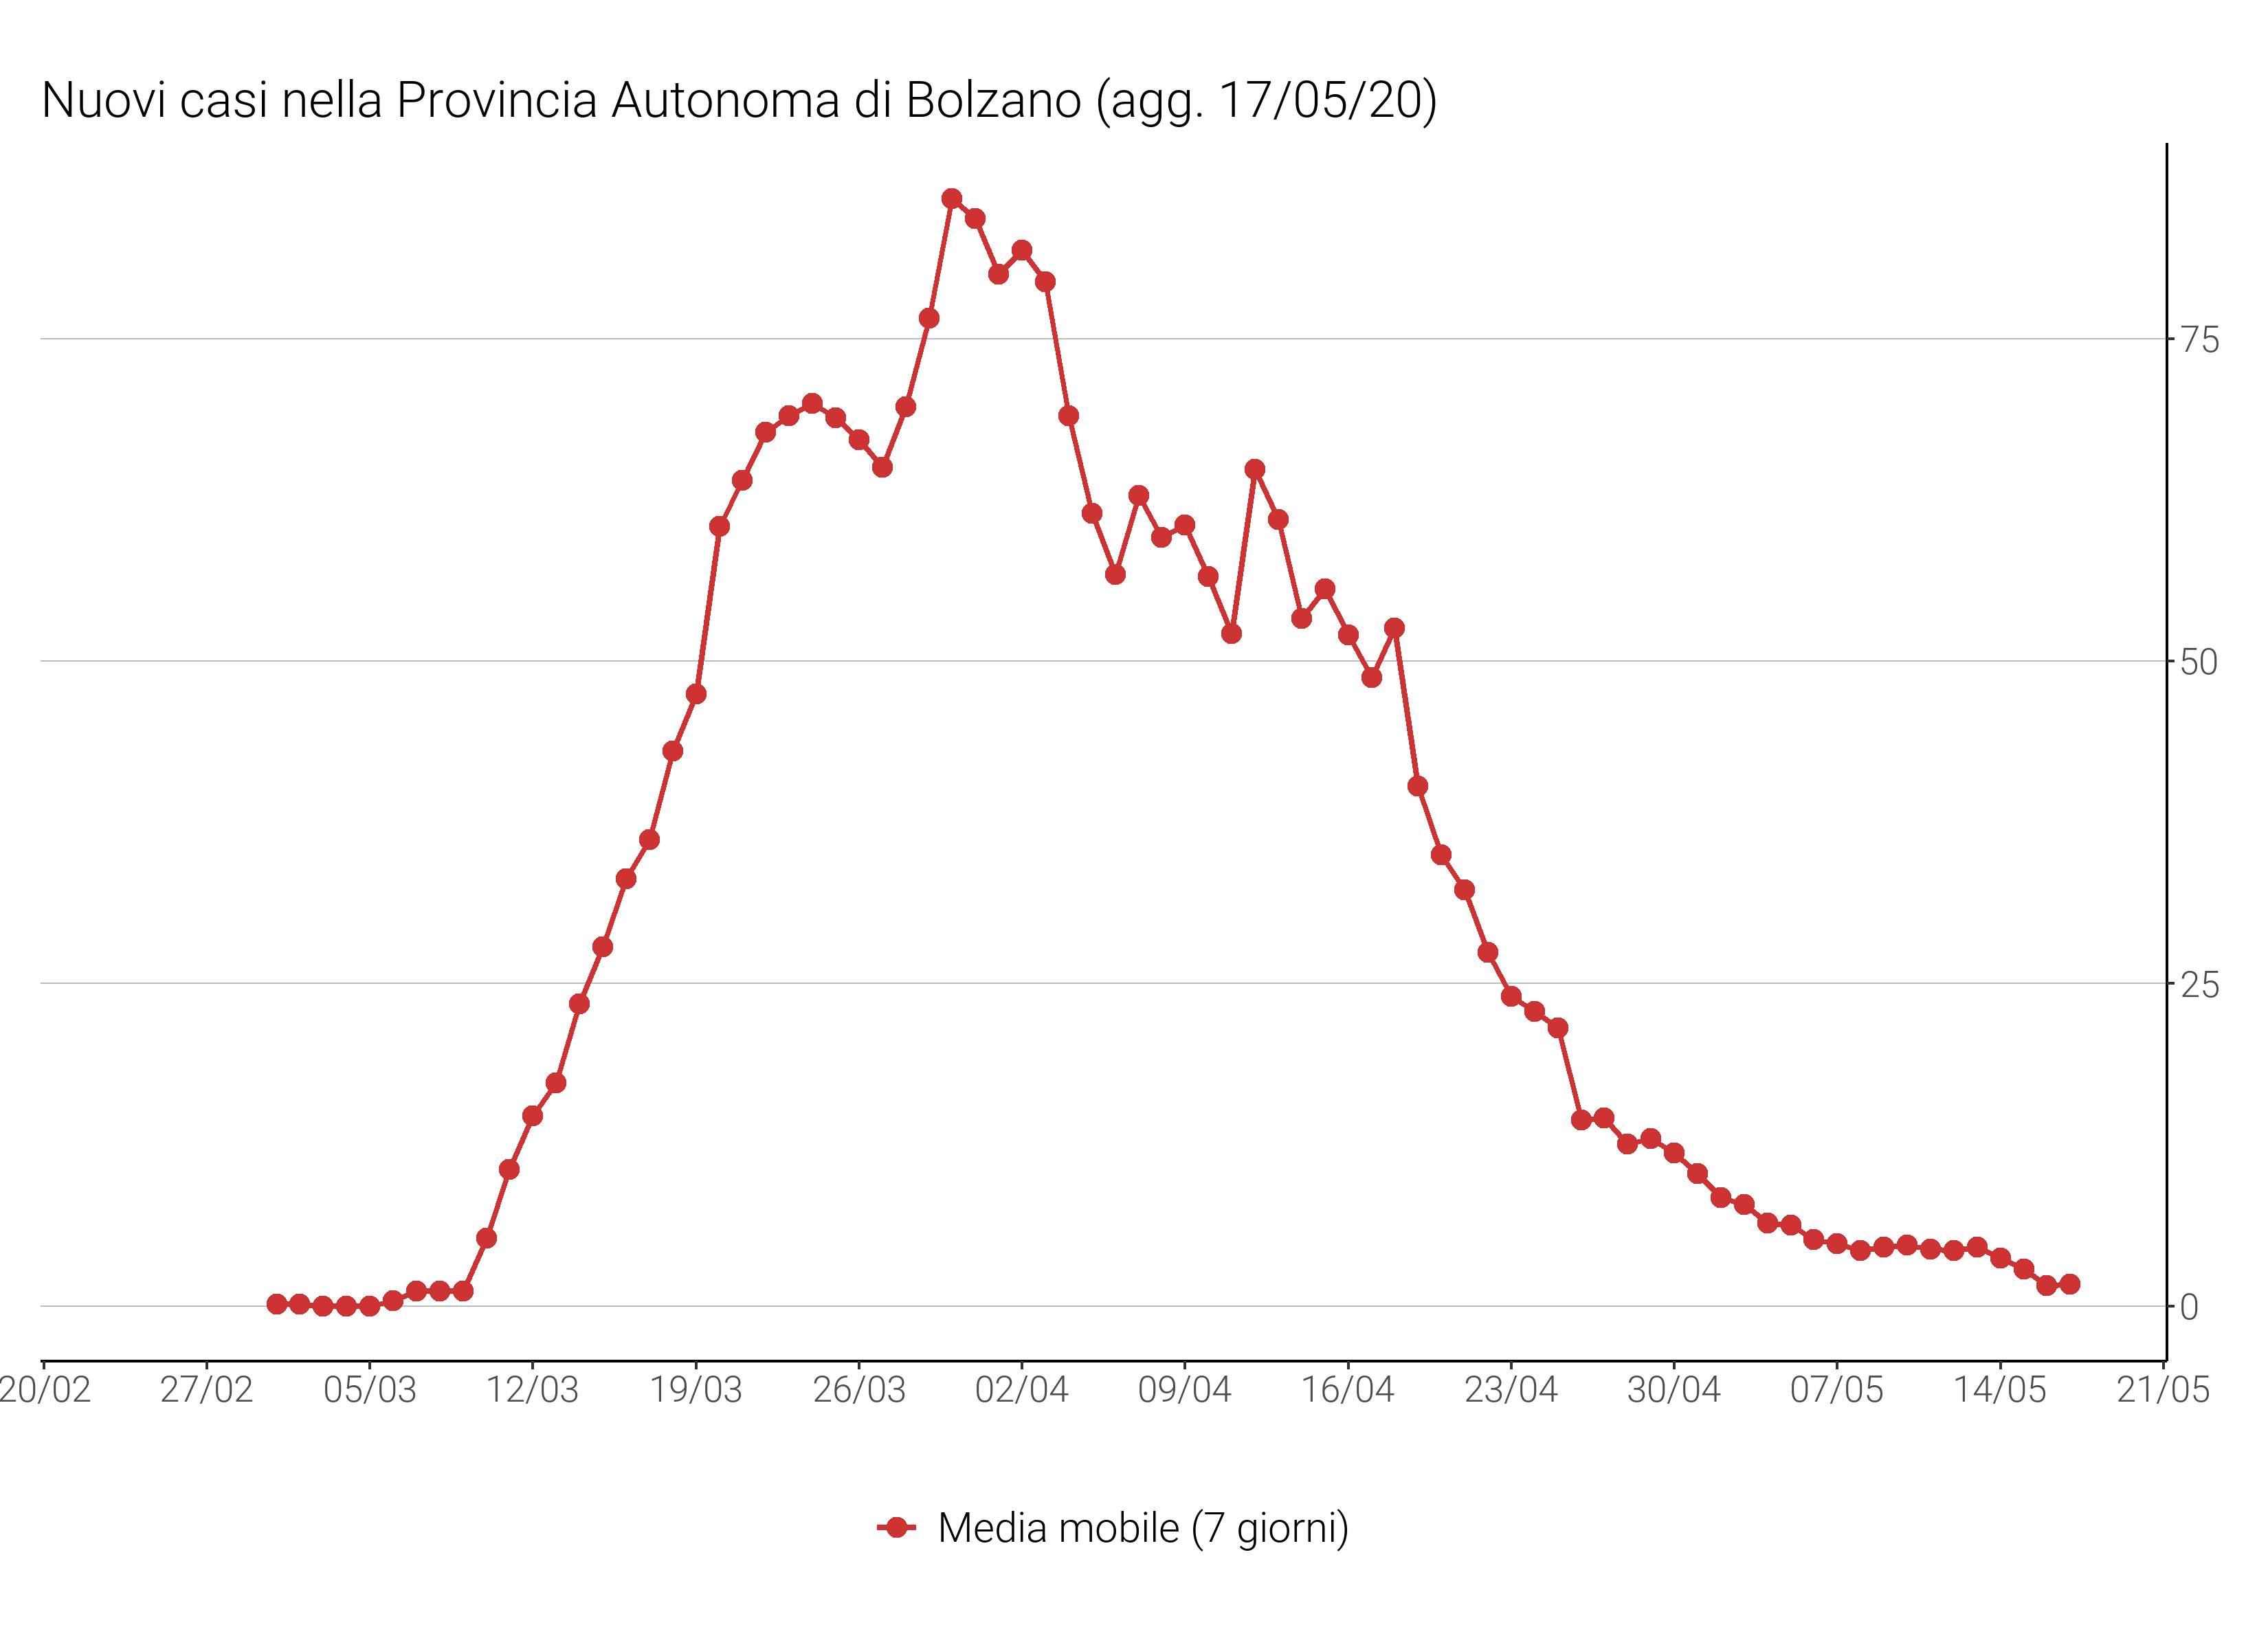 Nuovi casi nella Provincia Autonoma di Bolzano (agg. 17/05/20)
75
50
25
0
20/02 27/02 05/03 12/03 19/03 26/03 02/04 09/04 16/04 23/04 30/04 07/05 14/05 21/05
Media mobile (7 giorni)